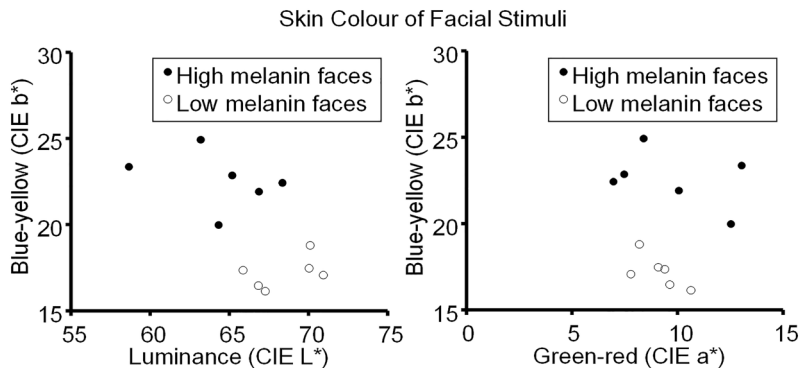 Skin Colour of Facial Stimuli
30
25
20
15
55
60
65
70
75
Blue-yellow (CIE b*)
Luminance (CIE L*)
High melanin faces
Low melanin faces
30
25
20
15
0
5
10
15
Blue-yellow (CIE b*)
Green-red (CIE a*)
High melanin faces
Low melanin faces